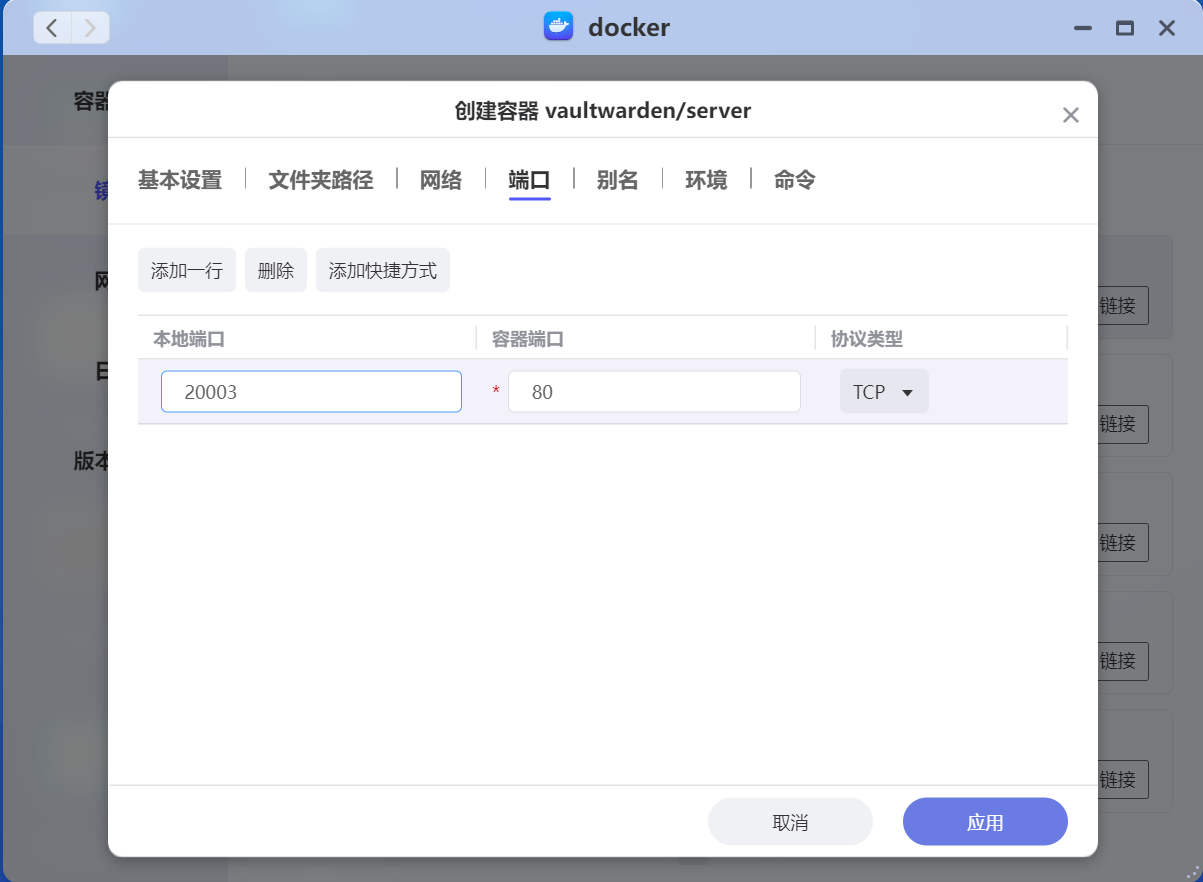 docker
容器
创建容器 vaultwarden/server
基本设置 文件夹路径 网络 端口 别名 环境 命令
添加一行 删除 添加快捷方式
本地端口 容器端口 协议类型
20003 * 80 TCP
版本
链接
链接
链接
链接
链接
取消 应用